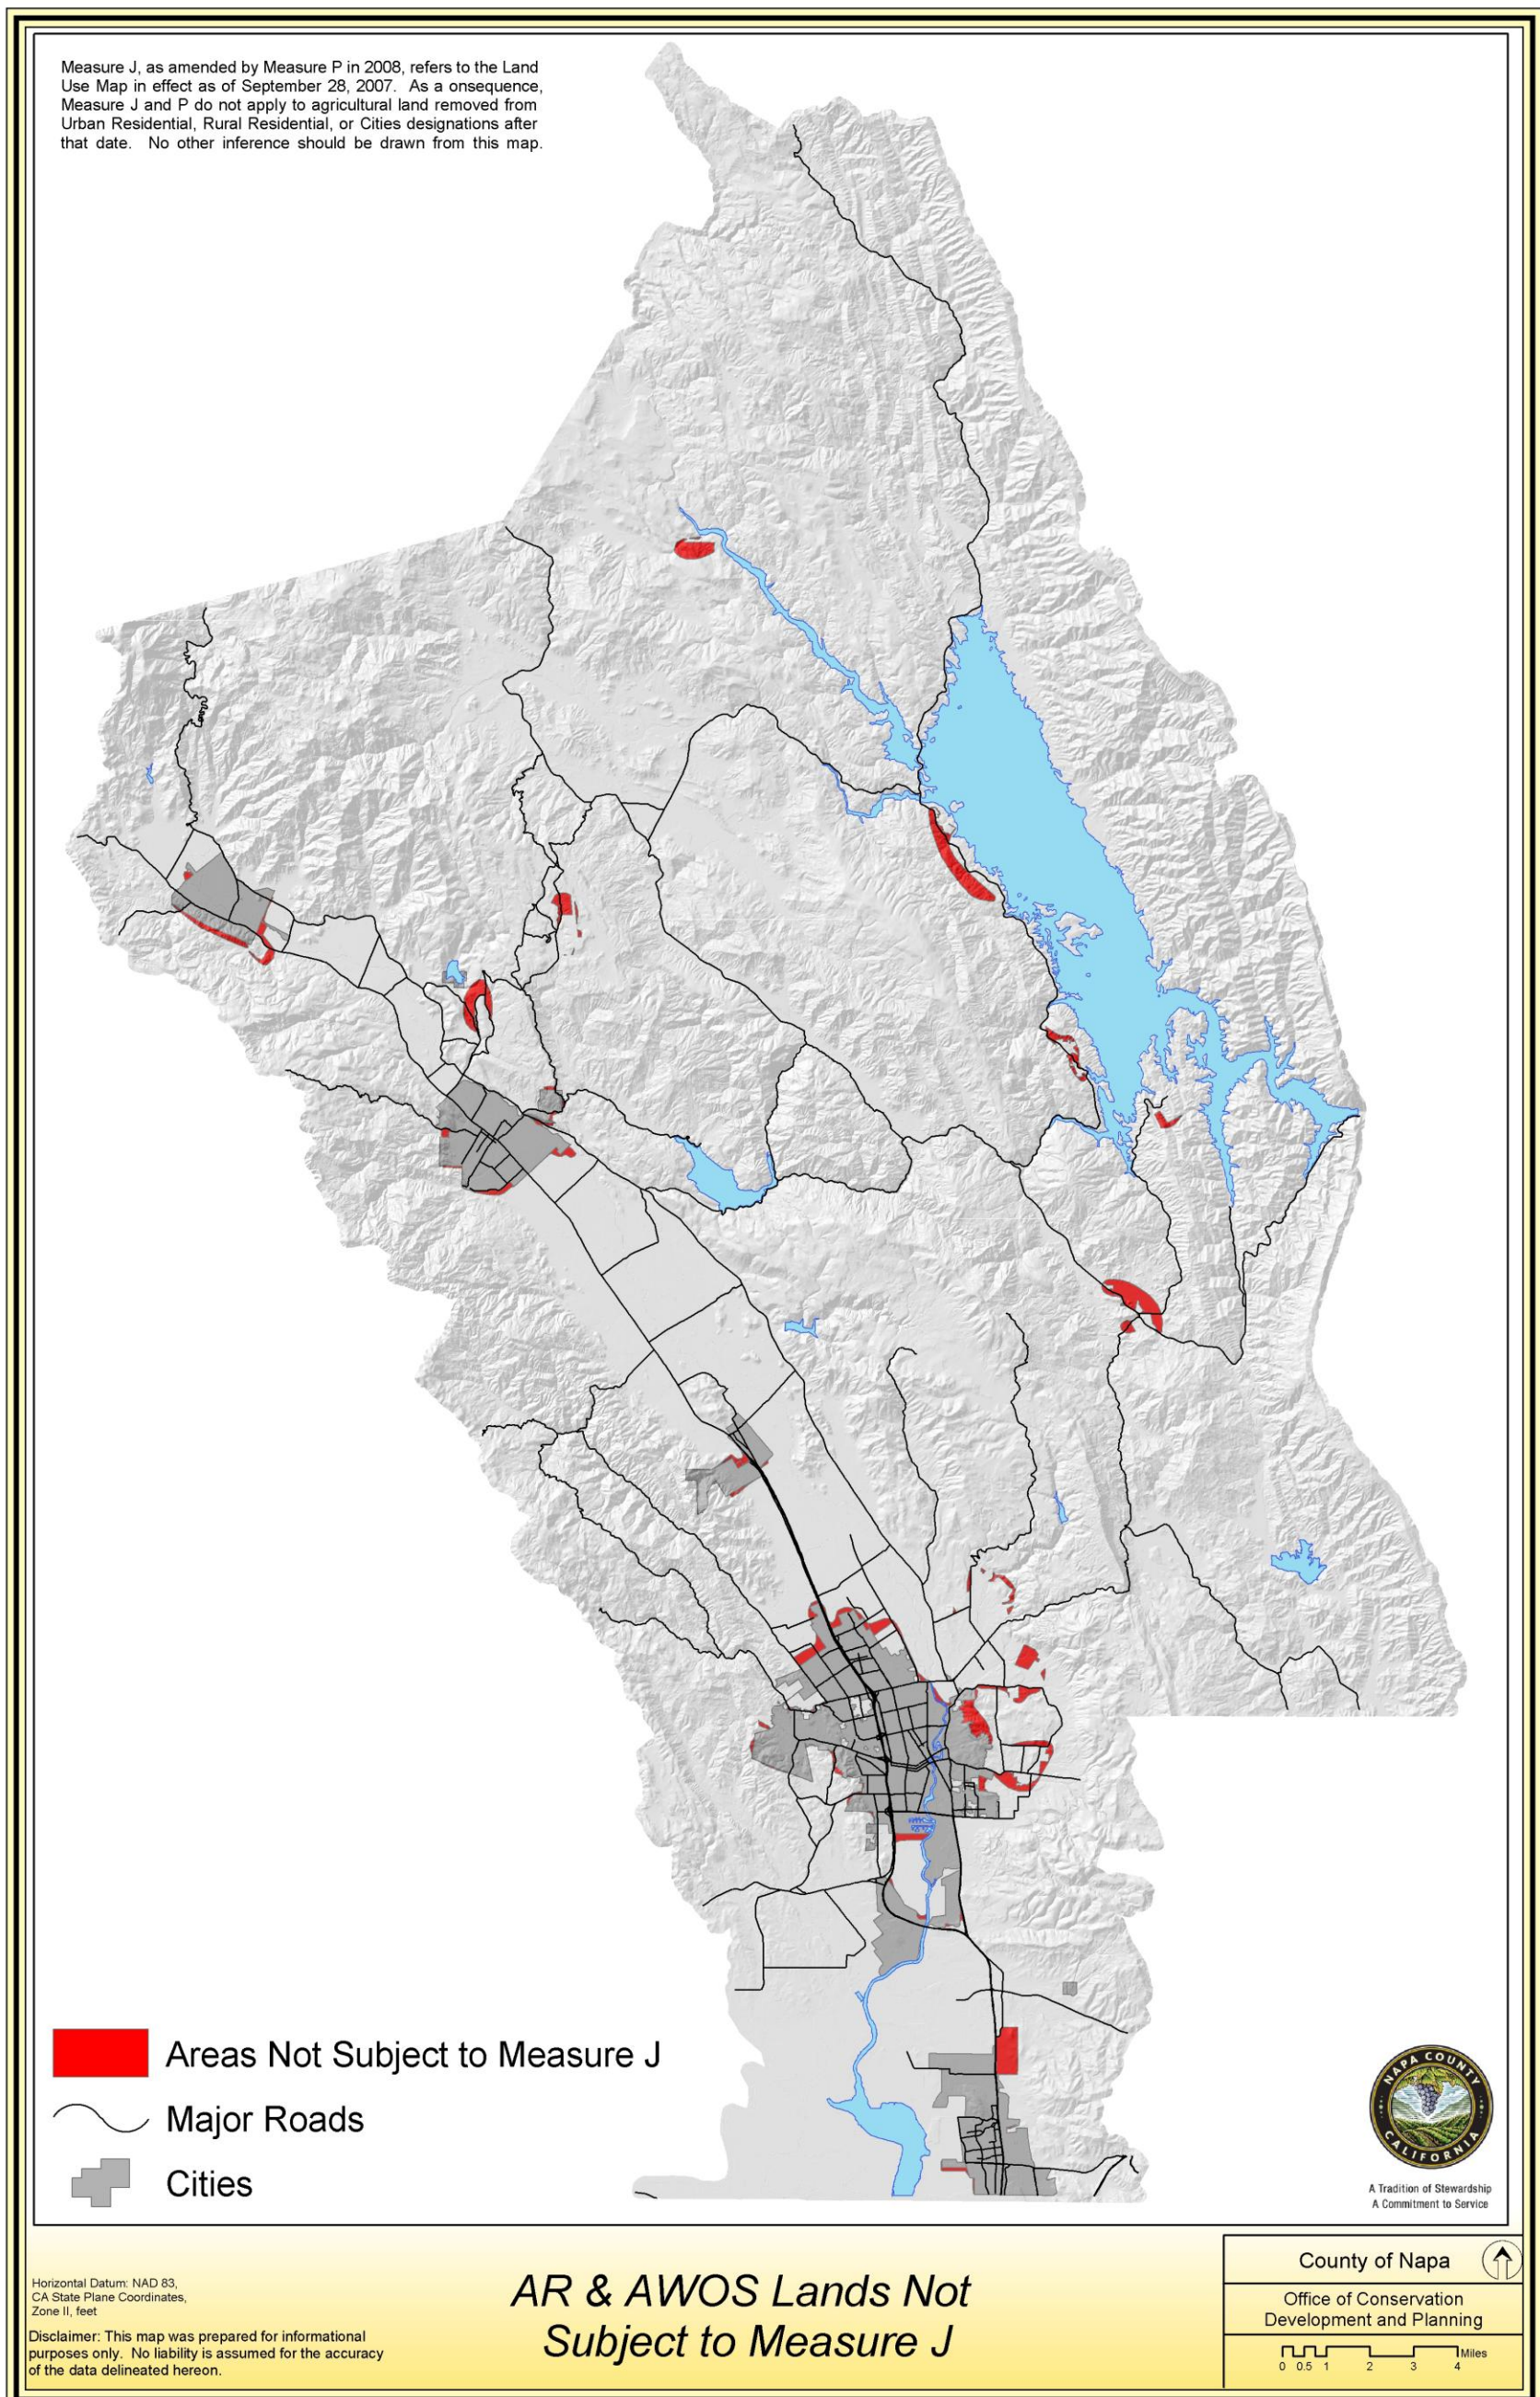 Measure J, as amended by Measure P in 2008, refers to the Land
Use Map in effect as of September 28, 2007. As a onsequence,
Measure J and P do not apply to agricultural land removed from
Urban Residential, Rural Residential, or Cities designations after
that date. No other inference should be drawn from this map.
Areas Not Subject to Measure J
Major Roads
Cities
NAPA COUNTY
CALIFORNIA
A Tradition of Stewardship
A Commitment to Service
Horizontal Datum: NAD 83,
CA State Plane Coordinates,
Zone II, feet
Disclaimer: This map was prepared for informational
purposes only. No liability is assumed for the accuracy
of the data delineated hereon.
AR & AWOS Lands Not
Subject to Measure J
County of Napa
Office of Conservation
Development and Planning
Miles
0 0.5 1 2 3 4